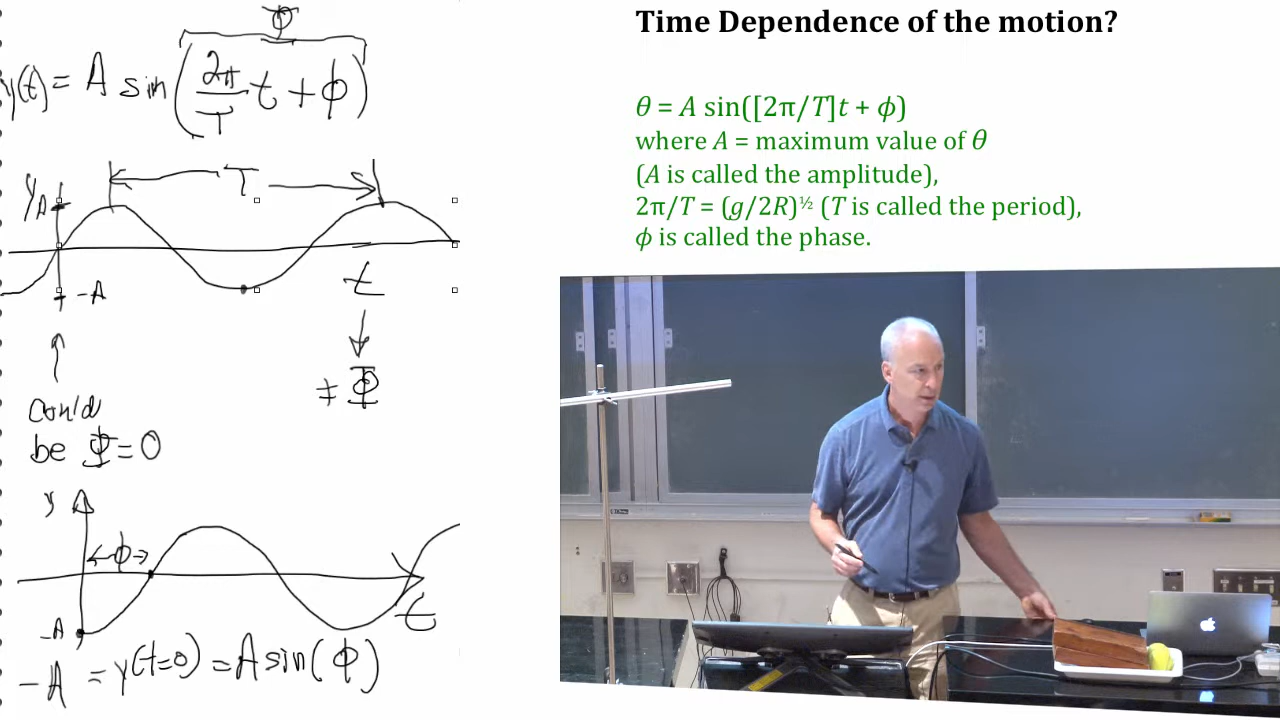 Φ
y(t) = A sin(2π/T t + ϕ)
T
y A
-A
t
≠ Φ
could
be Φ = 0
y
ϕ
-A
t
-A = y(t=0) = A sin(ϕ)
Time Dependence of the motion?
θ = A sin([2π/T]t + ϕ)
where A = maximum value of θ
(A is called the amplitude),
2π/T = (g/2R)^½ (T is called the period),
ϕ is called the phase.